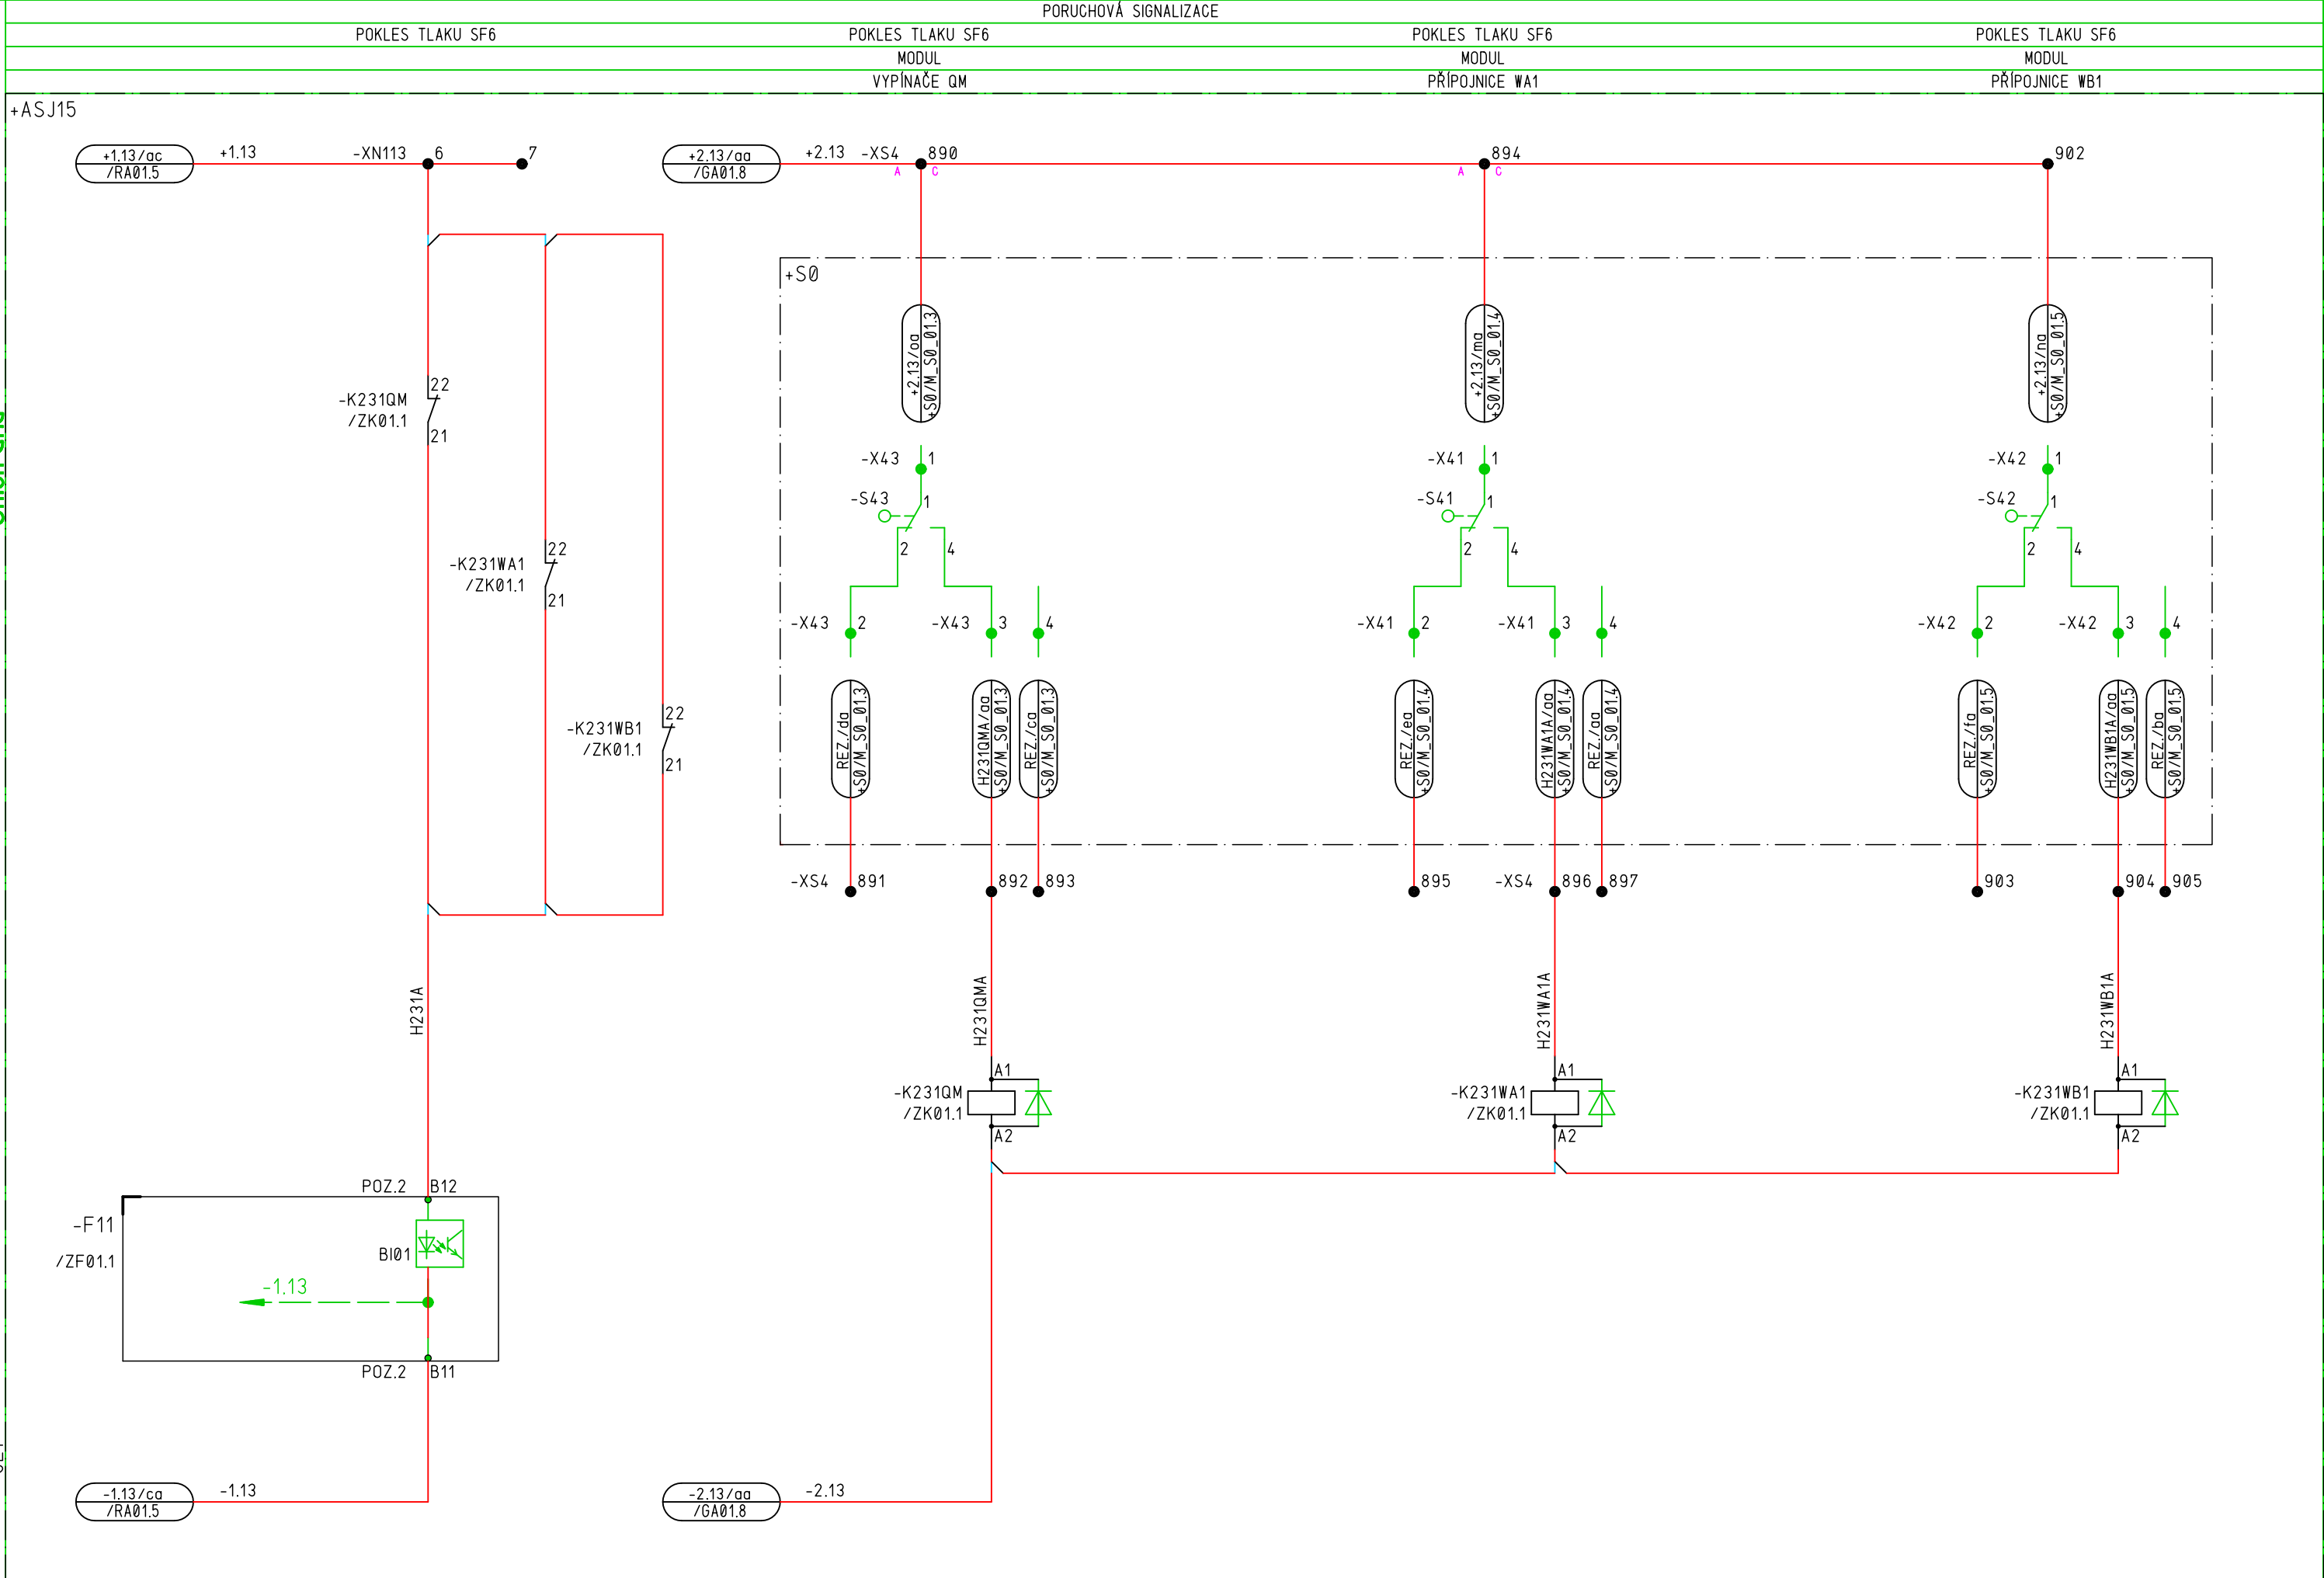 PORUCHOVÁ SIGNALIZACE
POKLES TLAKU SF6 POKLES TLAKU SF6 POKLES TLAKU SF6 POKLES TLAKU SF6
MODUL MODUL MODUL
VYPÍNAČE QM PŘÍPOJNICE WA1 PŘÍPOJNICE WB1
+ASJ15
+1.13/ac
/RA01.5
+1.13
-XN113 6 7
+2.13/aa
/GA01.8
+2.13 -XS4 890 894 902
A C A C
+S0
+2.13/oa
+S0/M_S0_01.3
+2.13/ma
+S0/M_S0_01.4
+2.13/na
+S0/M_S0_01.5
-K231QM
/ZK01.1
22
21
-K231WA1
/ZK01.1
22
21
-K231WB1
/ZK01.1
22
21
-X43 1 -X41 1 -X42 1
-S43 1 -S41 1 -S42 1
2 4 2 4 2 4
-X43 2 -X43 3 4 -X41 2 -X41 3 4 -X42 2 -X42 3 4
REZ./da
+S0/M_S0_01.3
H231QMA/aa
+S0/M_S0_01.3
REZ./ca
+S0/M_S0_01.3
REZ./ea
+S0/M_S0_01.4
H231WA1A/aa
+S0/M_S0_01.4
REZ./aa
+S0/M_S0_01.4
REZ./fa
+S0/M_S0_01.5
H231WB1A/aa
+S0/M_S0_01.5
REZ./ba
+S0/M_S0_01.5
-XS4 891 892 893 895 -XS4 896 897 903 904 905
H231A
H231QMA
H231WA1A
H231WB1A
-K231QM
/ZK01.1
A1
A2
-K231WA1
/ZK01.1
A1
A2
-K231WB1
/ZK01.1
A1
A2
POZ.2 B12
-F11
/ZF01.1
BI01
-1.13
POZ.2 B11
-1.13/ca
/RA01.5
-1.13
-2.13/aa
/GA01.8
-2.13